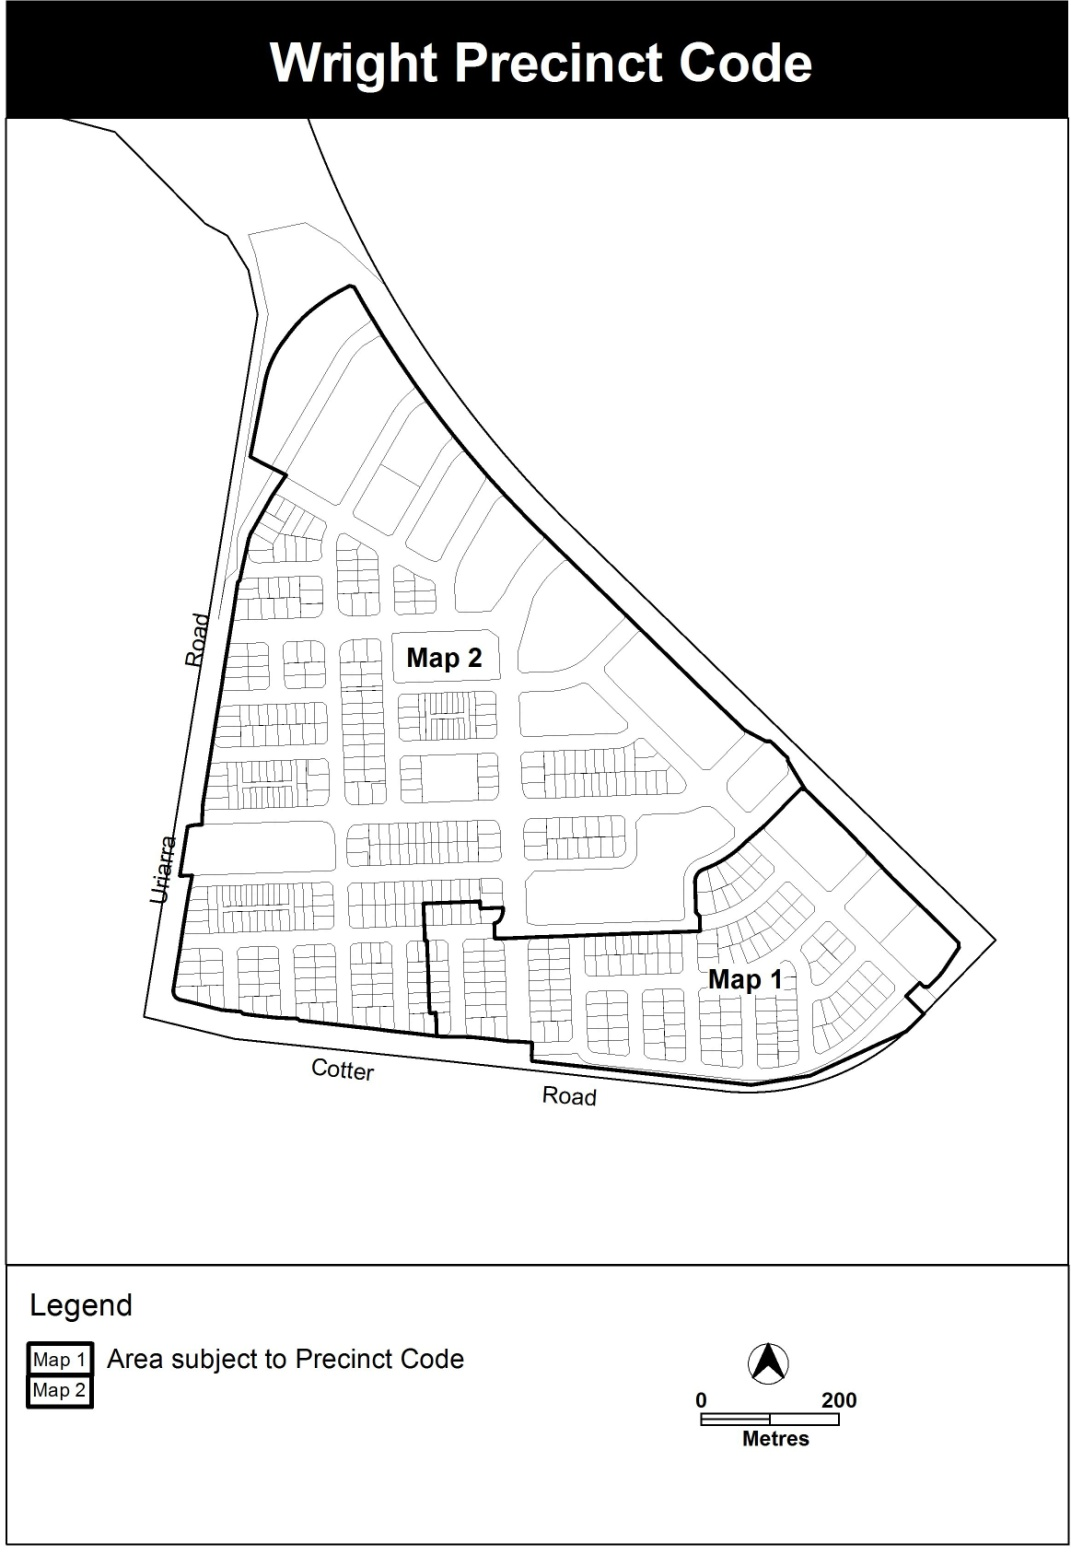 Wright Precinct Code
Road
Map 2
Uriarra
Map 1
Cotter
Road
Legend
Map 1 Area subject to Precinct Code
Map 2
0 200
Metres